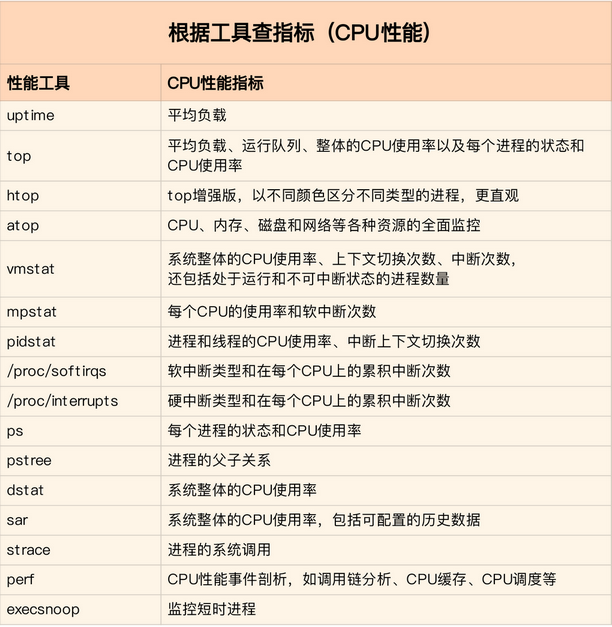 根据工具查指标（CPU性能）
性能工具 CPU性能指标
uptime 平均负载
top 平均负载、运行队列、整体的CPU使用率以及每个进程的状态和
CPU使用率
htop top增强版，以不同颜色区分不同类型的进程，更直观
atop CPU、内存、磁盘和网络等各种资源的全面监控
vmstat 系统整体的CPU使用率、上下文切换次数、中断次数，
还包括处于运行和不可中断状态的进程数量
mpstat 每个CPU的使用率和软中断次数
pidstat 进程和线程的CPU使用率、中断上下文切换次数
/proc/softirqs 软中断类型和在每个CPU上的累积中断次数
/proc/interrupts 硬中断类型和在每个CPU上的累积中断次数
ps 每个进程的状态和CPU使用率
pstree 进程的父子关系
dstat 系统整体的CPU使用率
sar 系统整体的CPU使用率，包括可配置的历史数据
strace 进程的系统调用
perf CPU性能事件剖析，如调用链分析、CPU缓存、CPU调度等
execsnoop 监控短时进程